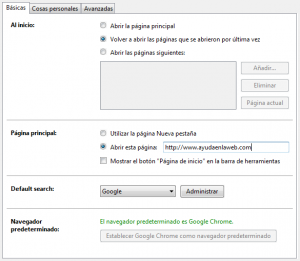 Básicas Cosas personales Avanzadas
Al inicio:
Abrir la página principal
Volver a abrir las páginas que se abrieron por última vez
Abrir las páginas siguientes:
Añadir...
Eliminar
Página actual
Página principal:
Utilizar la página Nueva pestaña
Abrir esta página: http://www.ayudaenlaweb.com
Mostrar el botón "Página de inicio" en la barra de herramientas
Default search: Google Administrar
Navegador predeterminado:
El navegador predeterminado es Google Chrome.
Establecer Google Chrome como navegador predeterminado